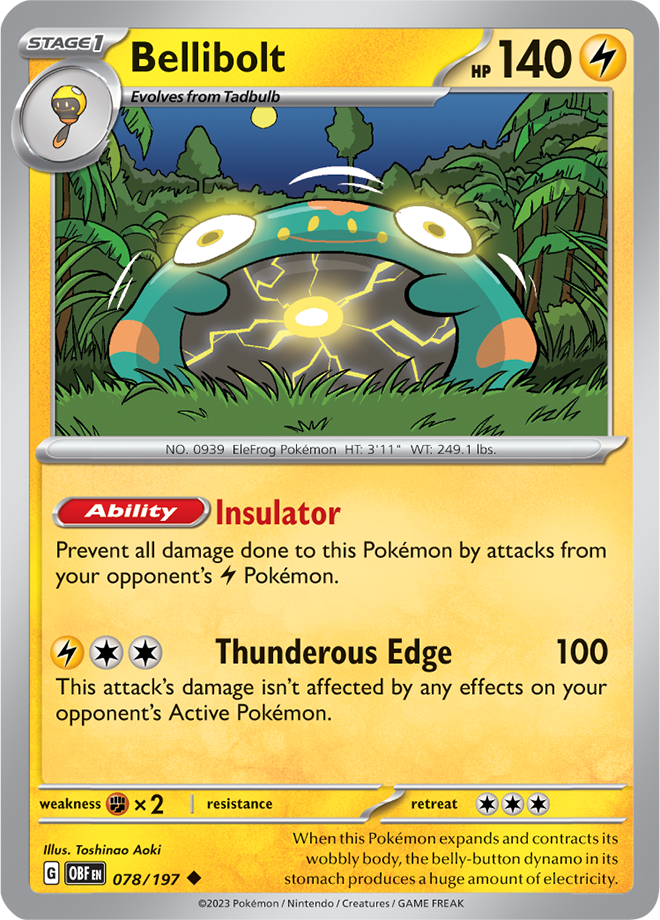 STAGE1
Bellibolt
HP 140
Evolves from Tadbulb
NO. 0939 EleFrog Pokémon HT: 3'11" WT: 249.1 lbs.
Ability Insulator
Prevent all damage done to this Pokémon by attacks from
your opponent's Pokémon.
Thunderous Edge 100
This attack's damage isn't affected by any effects on your
opponent's Active Pokémon.
weakness ×2 resistance retreat
Illus. Toshinao Aoki
G OBF EN 078/197
When this Pokémon expands and contracts its
wobbly body, the belly-button dynamo in its
stomach produces a huge amount of electricity.
©2023 Pokémon / Nintendo / Creatures / GAME FREAK